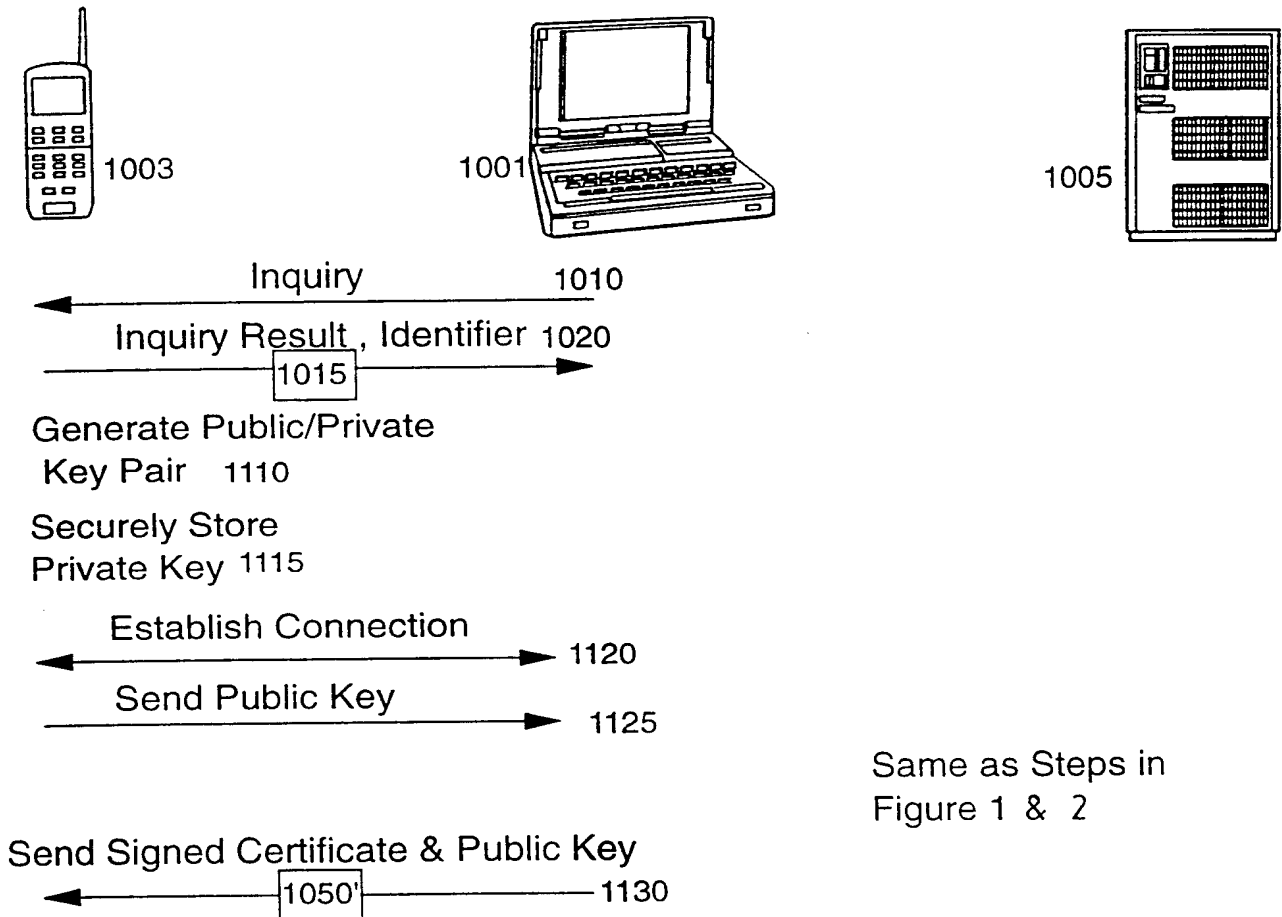 1003
1001
1005
Inquiry 1010
Inquiry Result , Identifier 1020
1015
Generate Public/Private
Key Pair 1110
Securely Store
Private Key 1115
Establish Connection
1120
Send Public Key
1125
Same as Steps in
Figure 1 & 2
Send Signed Certificate & Public Key
1050' 1130